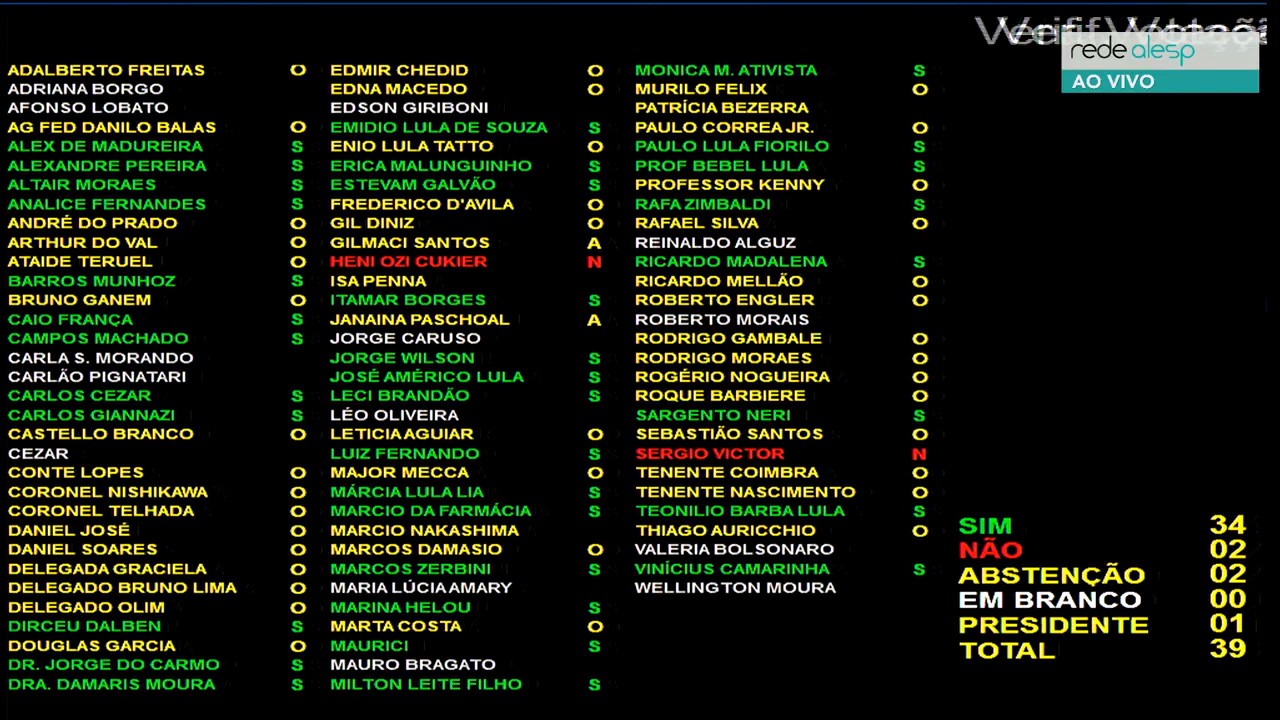 rede alesp
AO VIVO
ADALBERTO FREITAS O
ADRIANA BORGO
AFONSO LOBATO
AG FED DANILO BALAS O
ALEX DE MADUREIRA S
ALEXANDRE PEREIRA S
ALTAIR MORAES S
ANALICE FERNANDES S
ANDRÉ DO PRADO O
ARTHUR DO VAL O
ATAIDE TERUEL O
BARROS MUNHOZ S
BRUNO GANEM O
CAIO FRANÇA S
CAMPOS MACHADO S
CARLA S. MORANDO
CARLÃO PIGNATARI
CARLOS CEZAR S
CARLOS GIANNAZI S
CASTELLO BRANCO O
CEZAR
CONTE LOPES O
CORONEL NISHIKAWA O
CORONEL TELHADA O
DANIEL JOSÉ O
DANIEL SOARES O
DELEGADA GRACIELA O
DELEGADO BRUNO LIMA O
DELEGADO OLIM O
DIRCEU DALBEN S
DOUGLAS GARCIA O
DR. JORGE DO CARMO S
DRA. DAMARIS MOURA S
EDMIR CHEDID O
EDNA MACEDO O
EDSON GIRIBONI
EMIDIO LULA DE SOUZA S
ENIO LULA TATTO O
ERICA MALUNGUINHO S
ESTEVAM GALVÃO S
FREDERICO D'AVILA O
GIL DINIZ O
GILMACI SANTOS A
HENI OZI CUKIER N
ISA PENNA
ITAMAR BORGES S
JANAINA PASCHOAL A
JORGE CARUSO
JORGE WILSON S
JOSÉ AMÉRICO LULA S
LECI BRANDÃO S
LÉO OLIVEIRA
LETICIA AGUIAR O
LUIZ FERNANDO S
MAJOR MECCA O
MÁRCIA LULA LIA S
MARCIO DA FARMÁCIA S
MARCIO NAKASHIMA
MARCOS DAMASIO O
MARCOS ZERBINI S
MARIA LÚCIA AMARY
MARINA HELOU S
MARTA COSTA O
MAURICI S
MAURO BRAGATO
MILTON LEITE FILHO S
MONICA M. ATIVISTA S
MURILO FELIX O
PATRÍCIA BEZERRA
PAULO CORREA JR. O
PAULO LULA FIORILO S
PROF BEBEL LULA S
PROFESSOR KENNY O
RAFA ZIMBALDI S
RAFAEL SILVA O
REINALDO ALGUZ
RICARDO MADALENA S
RICARDO MELLÃO O
ROBERTO ENGLER O
ROBERTO MORAIS
RODRIGO GAMBALE O
RODRIGO MORAES O
ROGÉRIO NOGUEIRA O
ROQUE BARBIERE O
SARGENTO NERI S
SEBASTIÃO SANTOS O
SERGIO VICTOR N
TENENTE COIMBRA O
TENENTE NASCIMENTO O
TEONILIO BARBA LULA S
THIAGO AURICCHIO O
VALERIA BOLSONARO
VINÍCIUS CAMARINHA S
WELLINGTON MOURA
SIM 34
NÃO 02
ABSTENÇÃO 02
EM BRANCO 00
PRESIDENTE 01
TOTAL 39